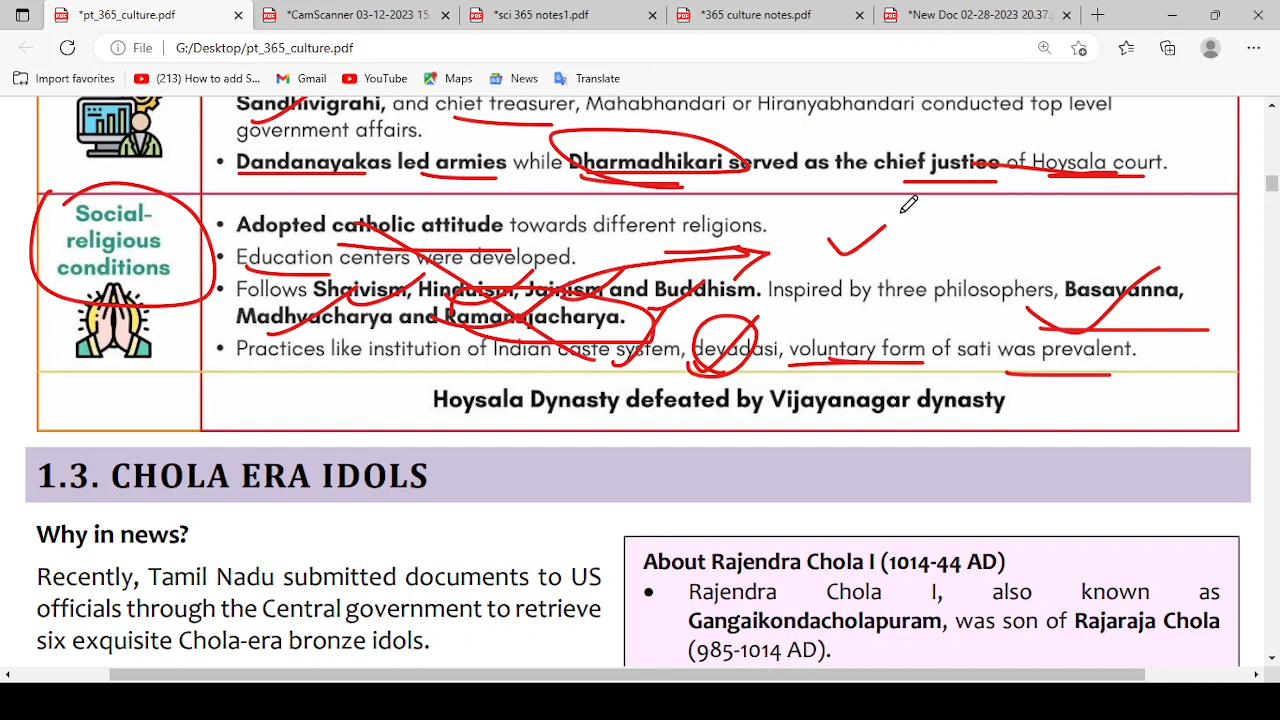 *pt_365_culture.pdf
*CamScanner 03-12-2023 15.
*sci 365 notes1.pdf
*365 culture notes.pdf
*New Doc 02-28-2023 20.37.p
File
G:/Desktop/pt_365_culture.pdf
Import favorites
(213) How to add S...
Gmail
YouTube
Maps
News
Translate
Sandhivigrahi, and chief treasurer, Mahabhandari or Hiranyabhandari conducted top level
government affairs.
• Dandanayakas led armies while Dharmadhikari served as the chief justice of Hoysala court.
Social-
religious
conditions
• Adopted catholic attitude towards different religions.
• Education centers were developed.
• Follows Shaivism, Hinduism, Jainism and Buddhism. Inspired by three philosophers, Basavanna,
Madhvacharya and Ramanujacharya.
• Practices like institution of Indian caste system, devadasi, voluntary form of sati was prevalent.
Hoysala Dynasty defeated by Vijayanagar dynasty
1.3. CHOLA ERA IDOLS
Why in news?
Recently, Tamil Nadu submitted documents to US
officials through the Central government to retrieve
six exquisite Chola-era bronze idols.
About Rajendra Chola I (1014-44 AD)
• Rajendra Chola I, also known as
Gangaikondacholapuram, was son of Rajaraja Chola
(985-1014 AD).